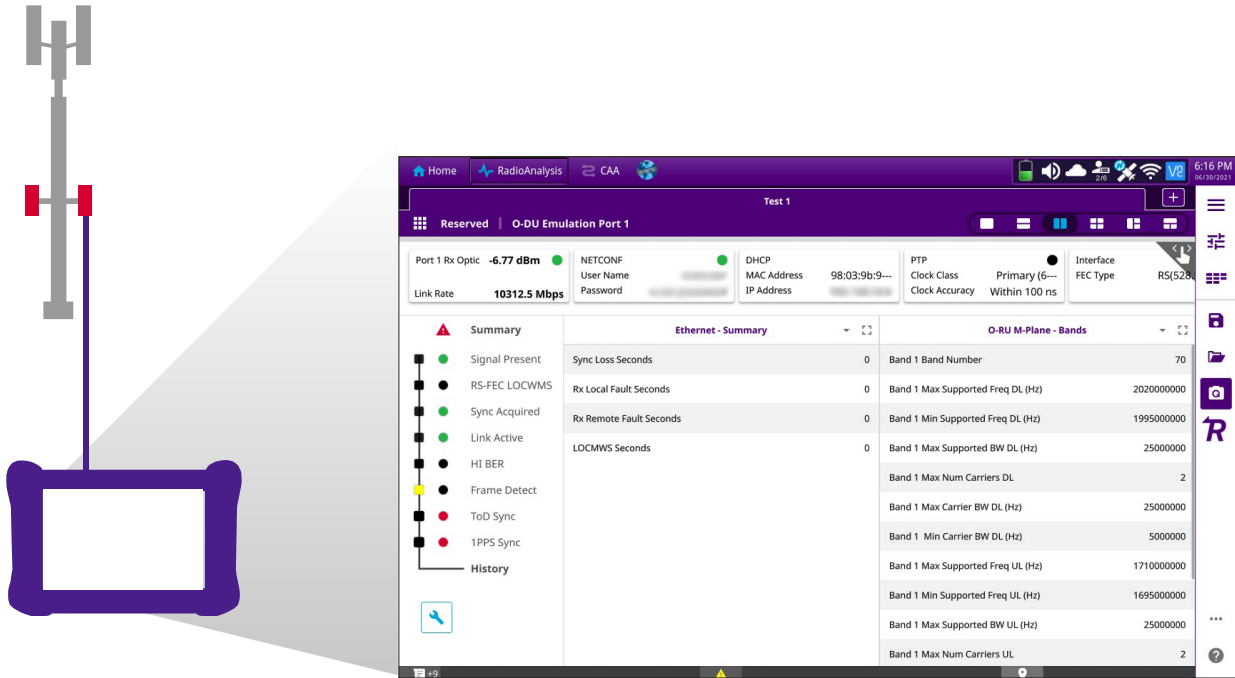 Home RadioAnalysis CAA 2/6 6:16 PM
06/30/2021
Test 1
Reserved | O-DU Emulation Port 1
Port 1 Rx Optic -6.77 dBm
Link Rate 10312.5 Mbps
NETCONF
User Name
Password
DHCP
MAC Address 98:03:9b:9---
IP Address
PTP
Clock Class Primary (6---
Clock Accuracy Within 100 ns
Interface
FEC Type RS(528,
Summary
Signal Present
RS-FEC LOCWMS
Sync Acquired
Link Active
HI BER
Frame Detect
ToD Sync
1PPS Sync
History
Ethernet - Summary
Sync Loss Seconds 0
Rx Local Fault Seconds 0
Rx Remote Fault Seconds 0
LOCMWS Seconds 0
O-RU M-Plane - Bands
Band 1 Band Number 70
Band 1 Max Supported Freq DL (Hz) 2020000000
Band 1 Min Supported Freq DL (Hz) 1995000000
Band 1 Max Supported BW DL (Hz) 25000000
Band 1 Max Num Carriers DL 2
Band 1 Max Carrier BW DL (Hz) 25000000
Band 1 Min Carrier BW DL (Hz) 5000000
Band 1 Max Supported Freq UL (Hz) 1710000000
Band 1 Min Supported Freq UL (Hz) 1695000000
Band 1 Max Supported BW UL (Hz) 25000000
Band 1 Max Num Carriers UL 2
+9